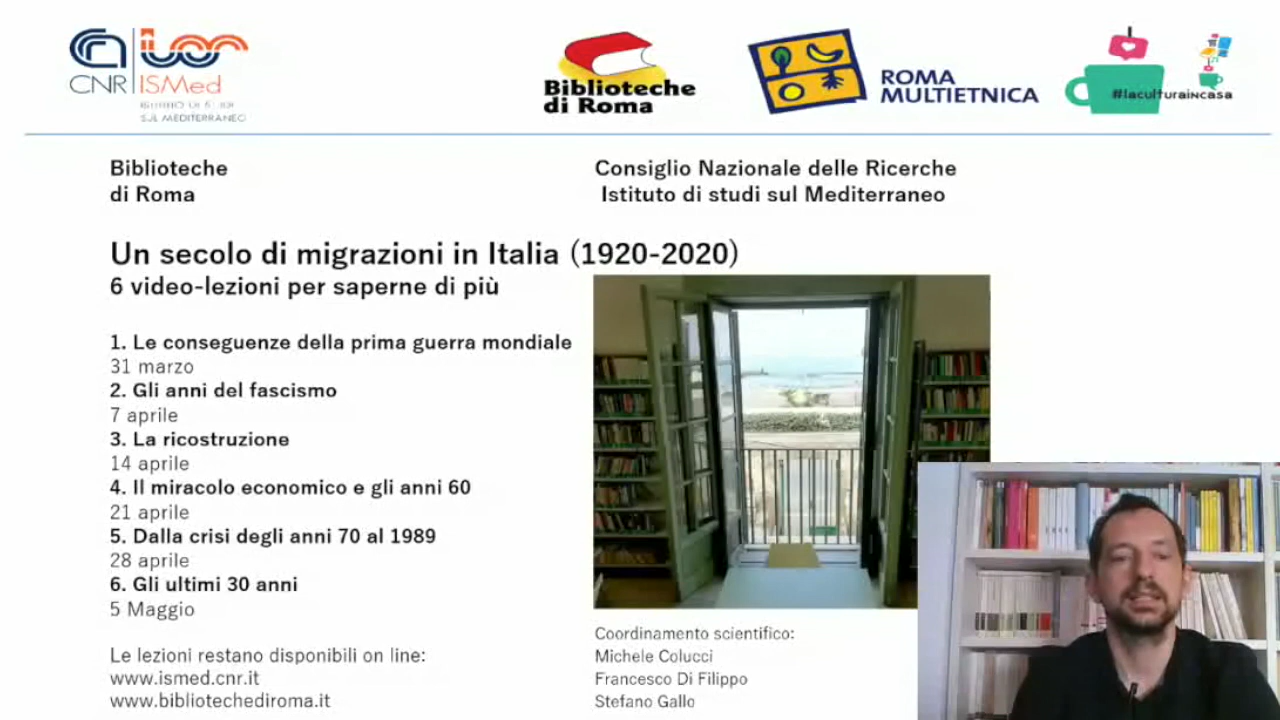 CNR ISMed
ISTITUTO DI STUDI
SUL MEDITERRANEO
Biblioteche
di Roma
ROMA
MULTIETNICA
#laculturaincasa
Biblioteche
di Roma
Consiglio Nazionale delle Ricerche
Istituto di studi sul Mediterraneo
Un secolo di migrazioni in Italia (1920-2020)
6 video-lezioni per saperne di più
1. Le conseguenze della prima guerra mondiale
31 marzo
2. Gli anni del fascismo
7 aprile
3. La ricostruzione
14 aprile
4. Il miracolo economico e gli anni 60
21 aprile
5. Dalla crisi degli anni 70 al 1989
28 aprile
6. Gli ultimi 30 anni
5 Maggio
Le lezioni restano disponibili on line:
www.ismed.cnr.it
www.bibliotechediroma.it
Coordinamento scientifico:
Michele Colucci
Francesco Di Filippo
Stefano Gallo